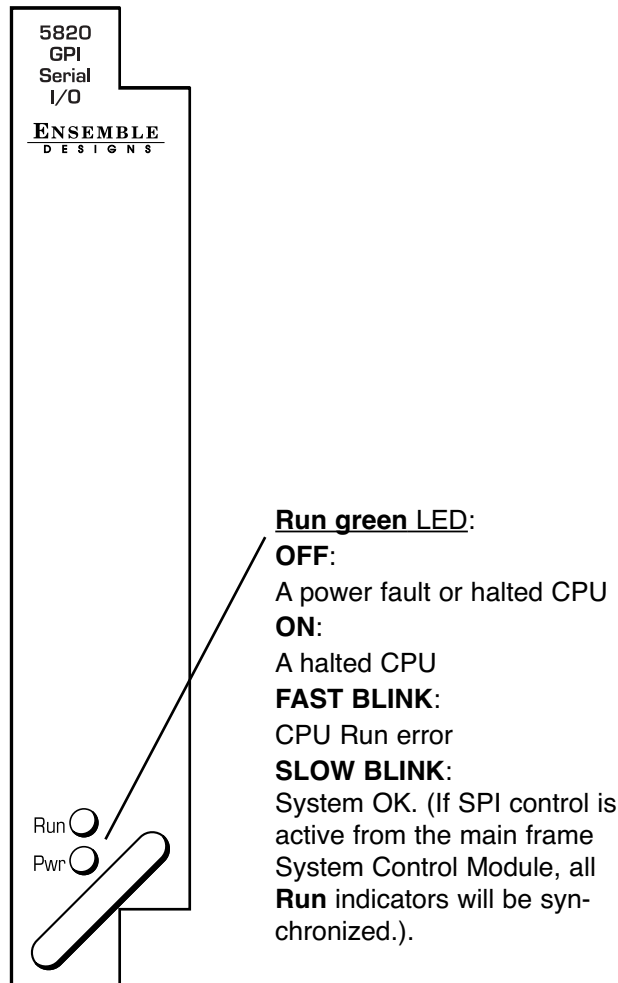 5820
GPI
Serial
I/O
ENSEMBLE
DESIGNS
Run green LED:
OFF:
A power fault or halted CPU
ON:
A halted CPU
FAST BLINK:
CPU Run error
SLOW BLINK:
System OK. (If SPI control is
active from the main frame
System Control Module, all
Run indicators will be syn-
chronized.).
Run
Pwr